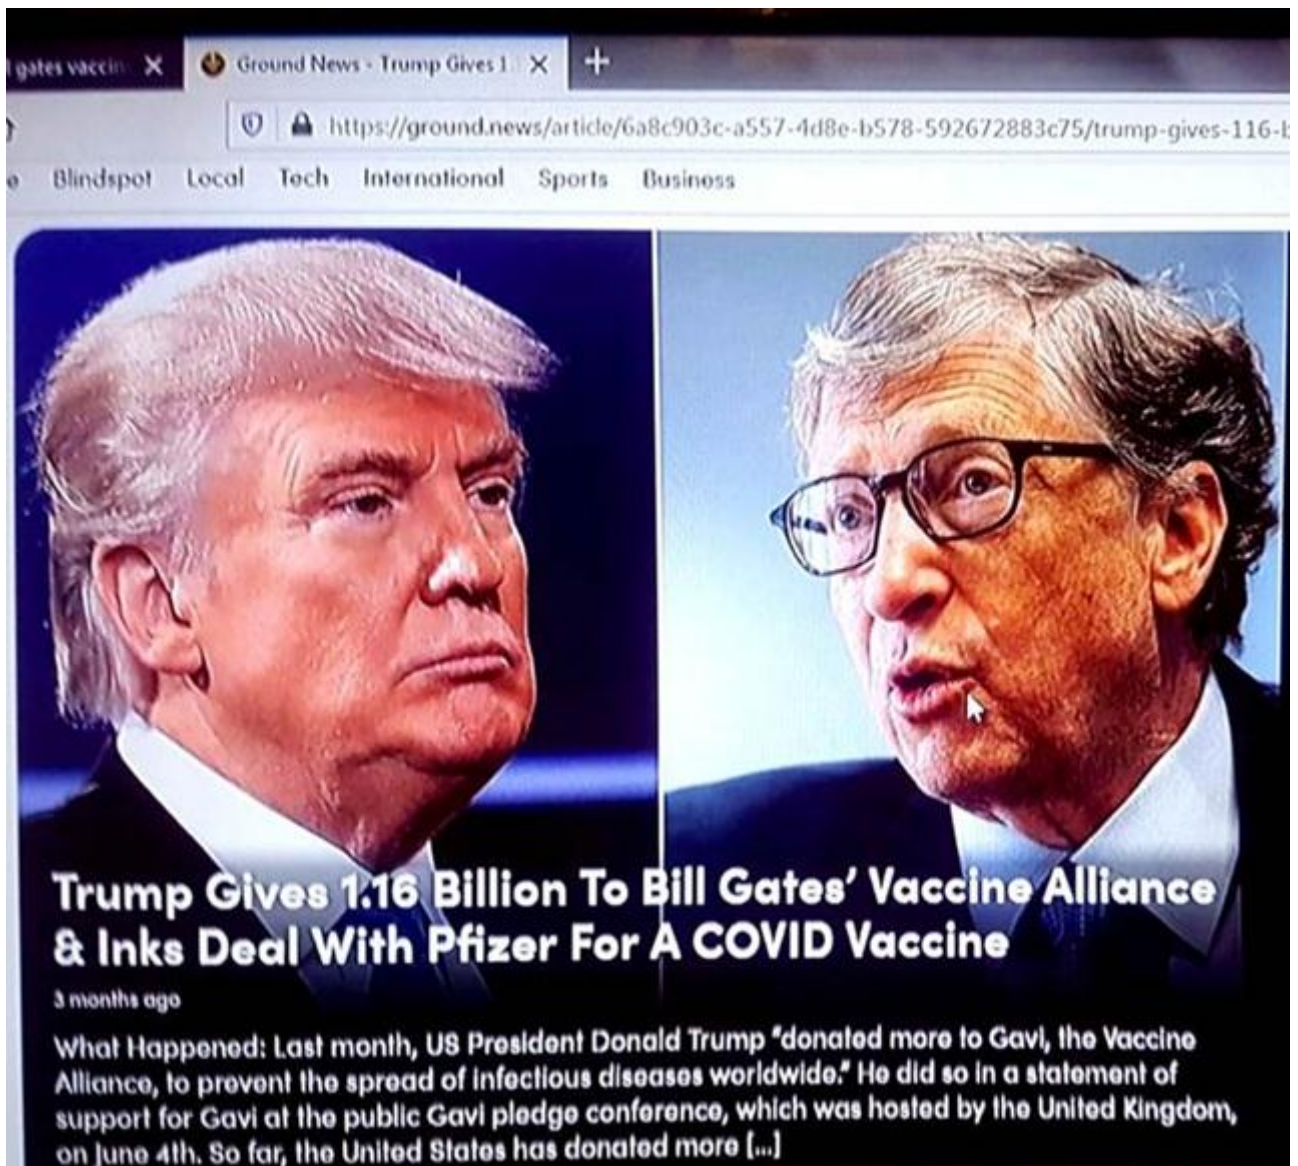 gates vaccin
Ground News - Trump Gives 1
https://ground.news/article/6a8c903c-a557-4d8e-b578-592672883c75/trump-gives-116-b
Blindspot Local Tech International Sports Business
Trump Gives 1.16 Billion To Bill Gates' Vaccine Alliance
& Inks Deal With Pfizer For A COVID Vaccine
3 months ago
What Happened: Last month, US President Donald Trump "donated more to Gavi, the Vaccine
Alliance, to prevent the spread of infectious diseases worldwide." He did so in a statement of
support for Gavi at the public Gavi pledge conference, which was hosted by the United Kingdom,
on June 4th. So far, the United States has donated more [...]